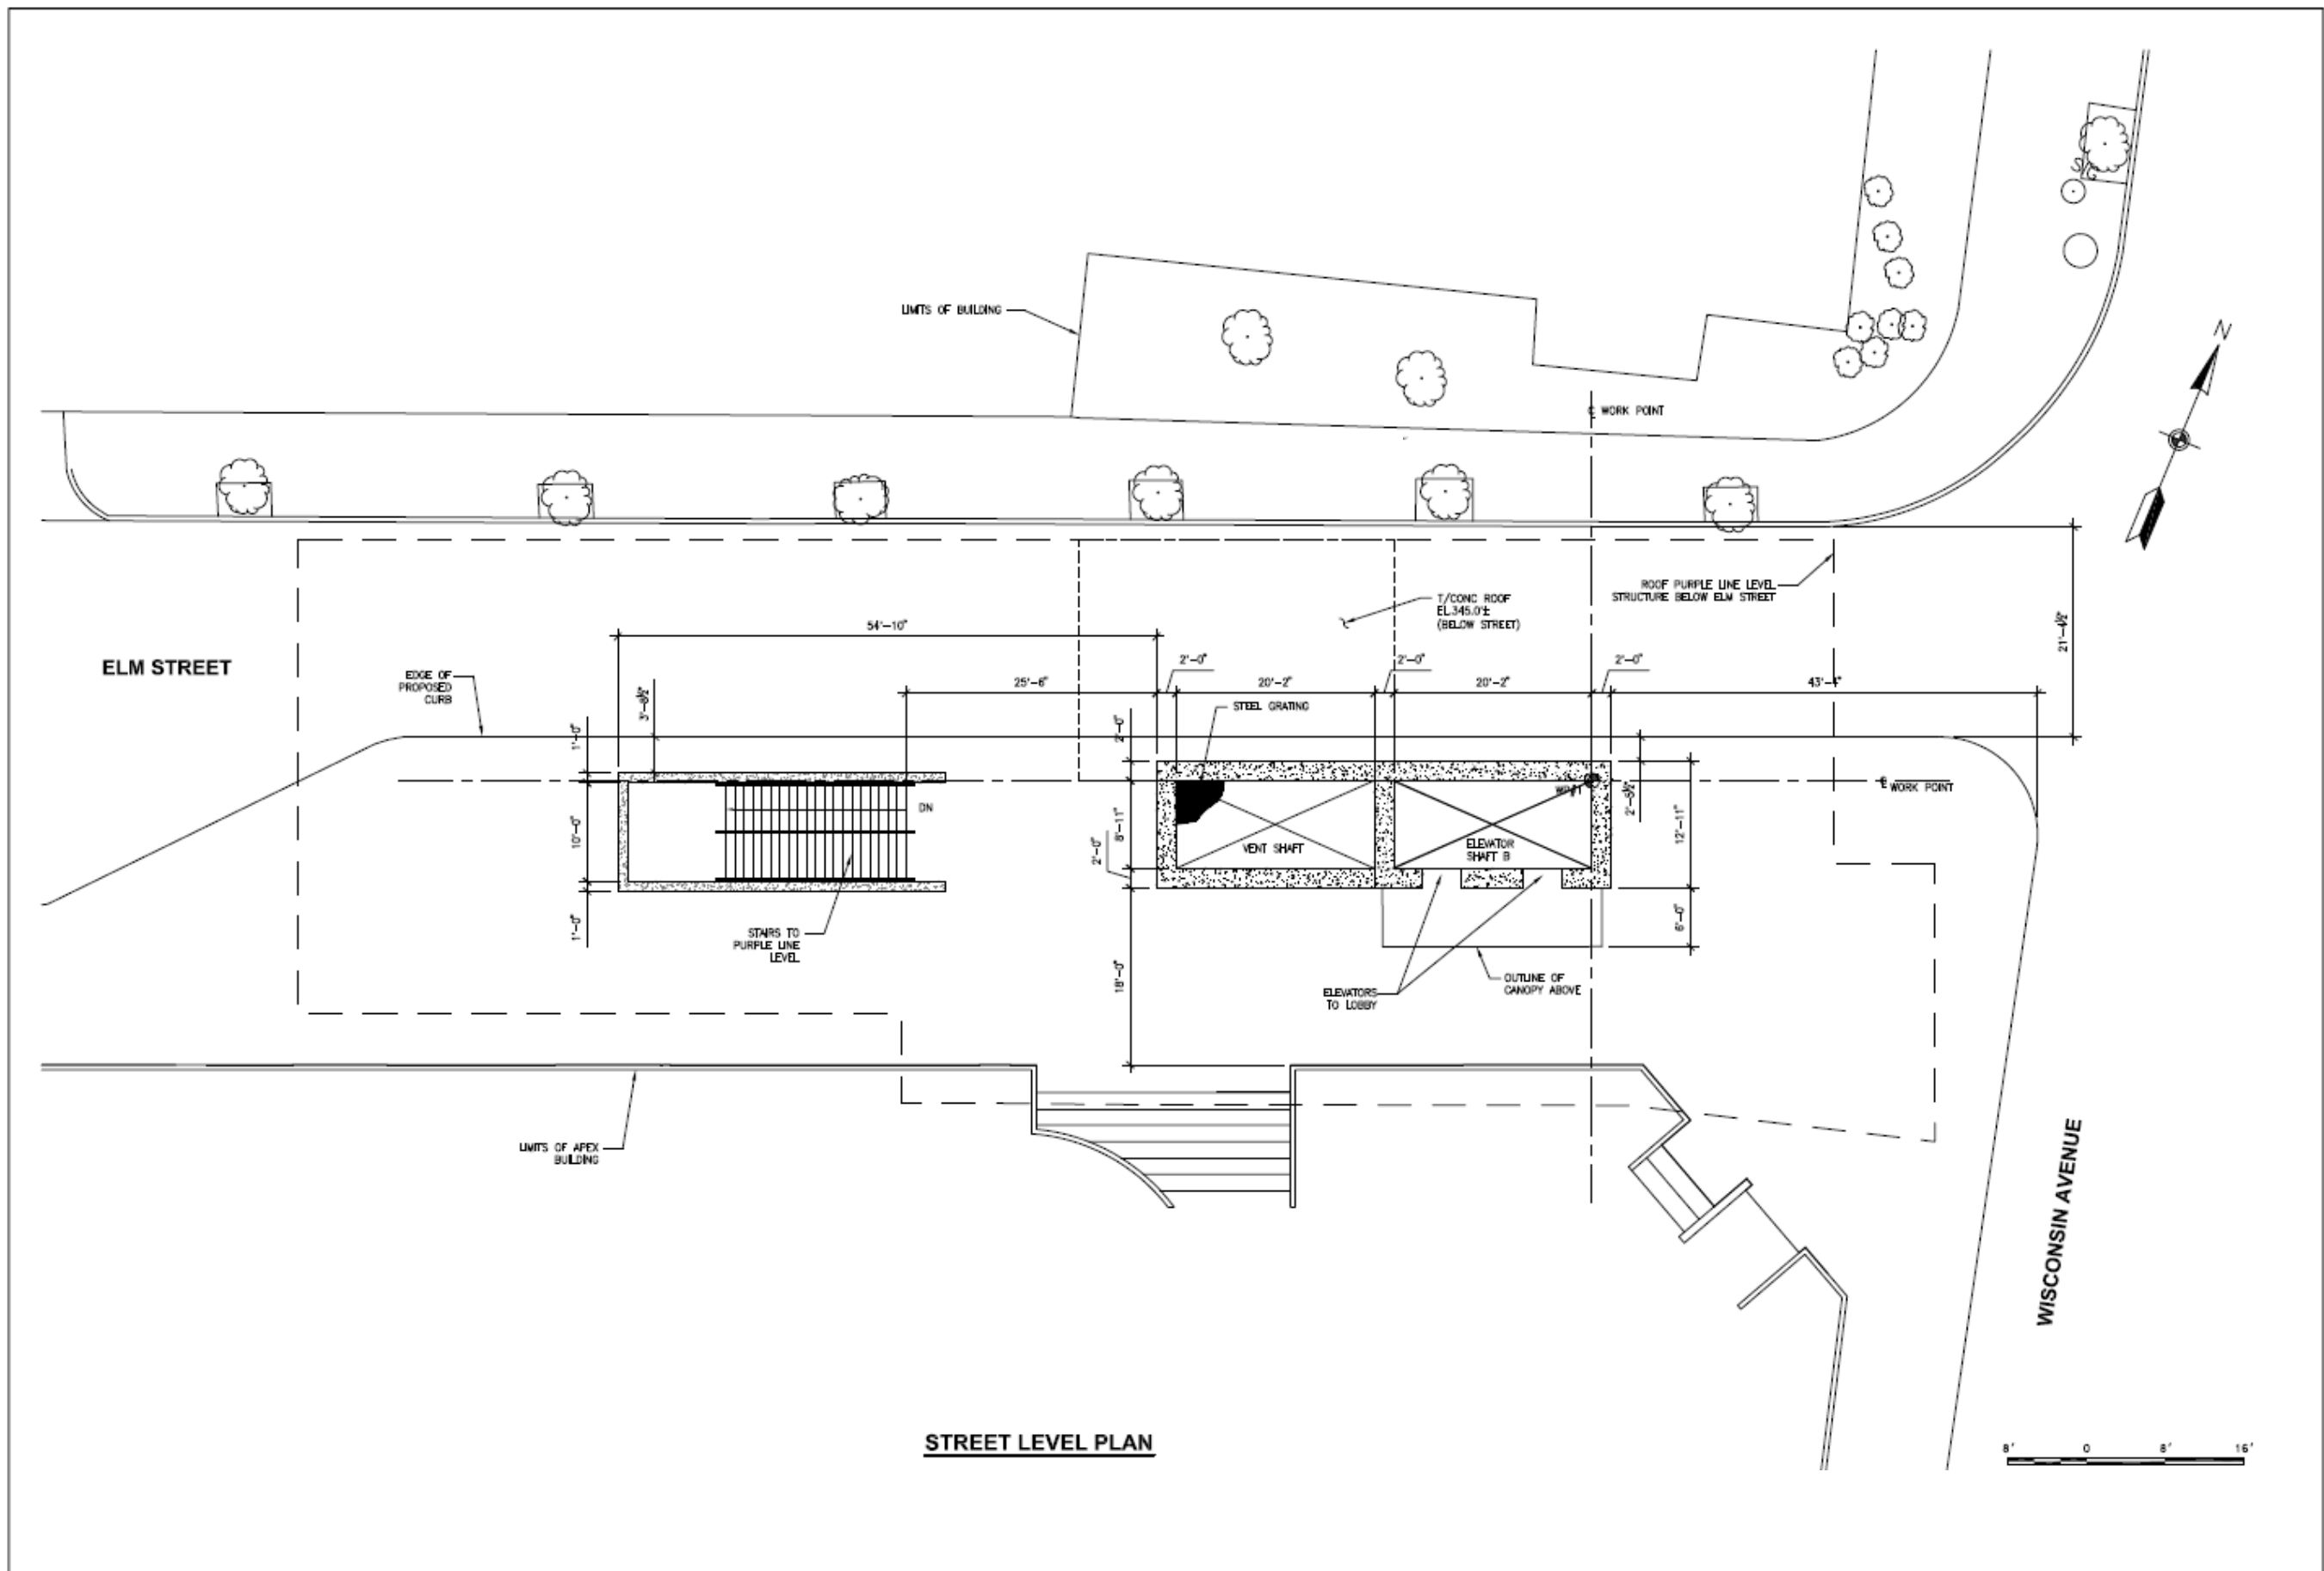 LIMITS OF BUILDING
℄ WORK POINT
N
ROOF PURPLE LINE LEVEL
STRUCTURE BELOW ELM STREET
T/CONC ROOF
EL.345.0'±
(BELOW STREET)
21'-4½"
54'-10"
ELM STREET
EDGE OF
PROPOSED
CURB
3'-8½"
25'-6"
2'-0"
20'-2"
2'-0"
20'-2"
2'-0"
43'-4"
STEEL GRATING
1'-0"
2'-0"
℄ WORK POINT
DN
10'-0"
8'-11"
2'-0"
VENT SHAFT
ELEVATOR
SHAFT B
WP#1
12'-11"
1'-0"
STAIRS TO
PURPLE LINE
LEVEL
6'-0"
18'-0"
ELEVATORS
TO LOBBY
OUTLINE OF
CANOPY ABOVE
LIMITS OF APEX
BUILDING
WISCONSIN AVENUE
STREET LEVEL PLAN
8' 0 8' 16'